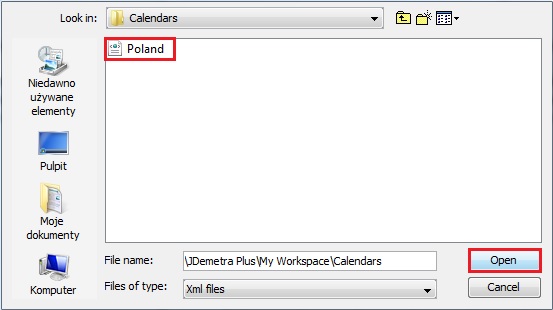 Look in: Calendars
Poland
Niedawno
używane
elementy
Pulpit
Moje
dokumenty
Komputer
File name: \JDemetra Plus\My Workspace\Calendars Open
Files of type: Xml files Cancel